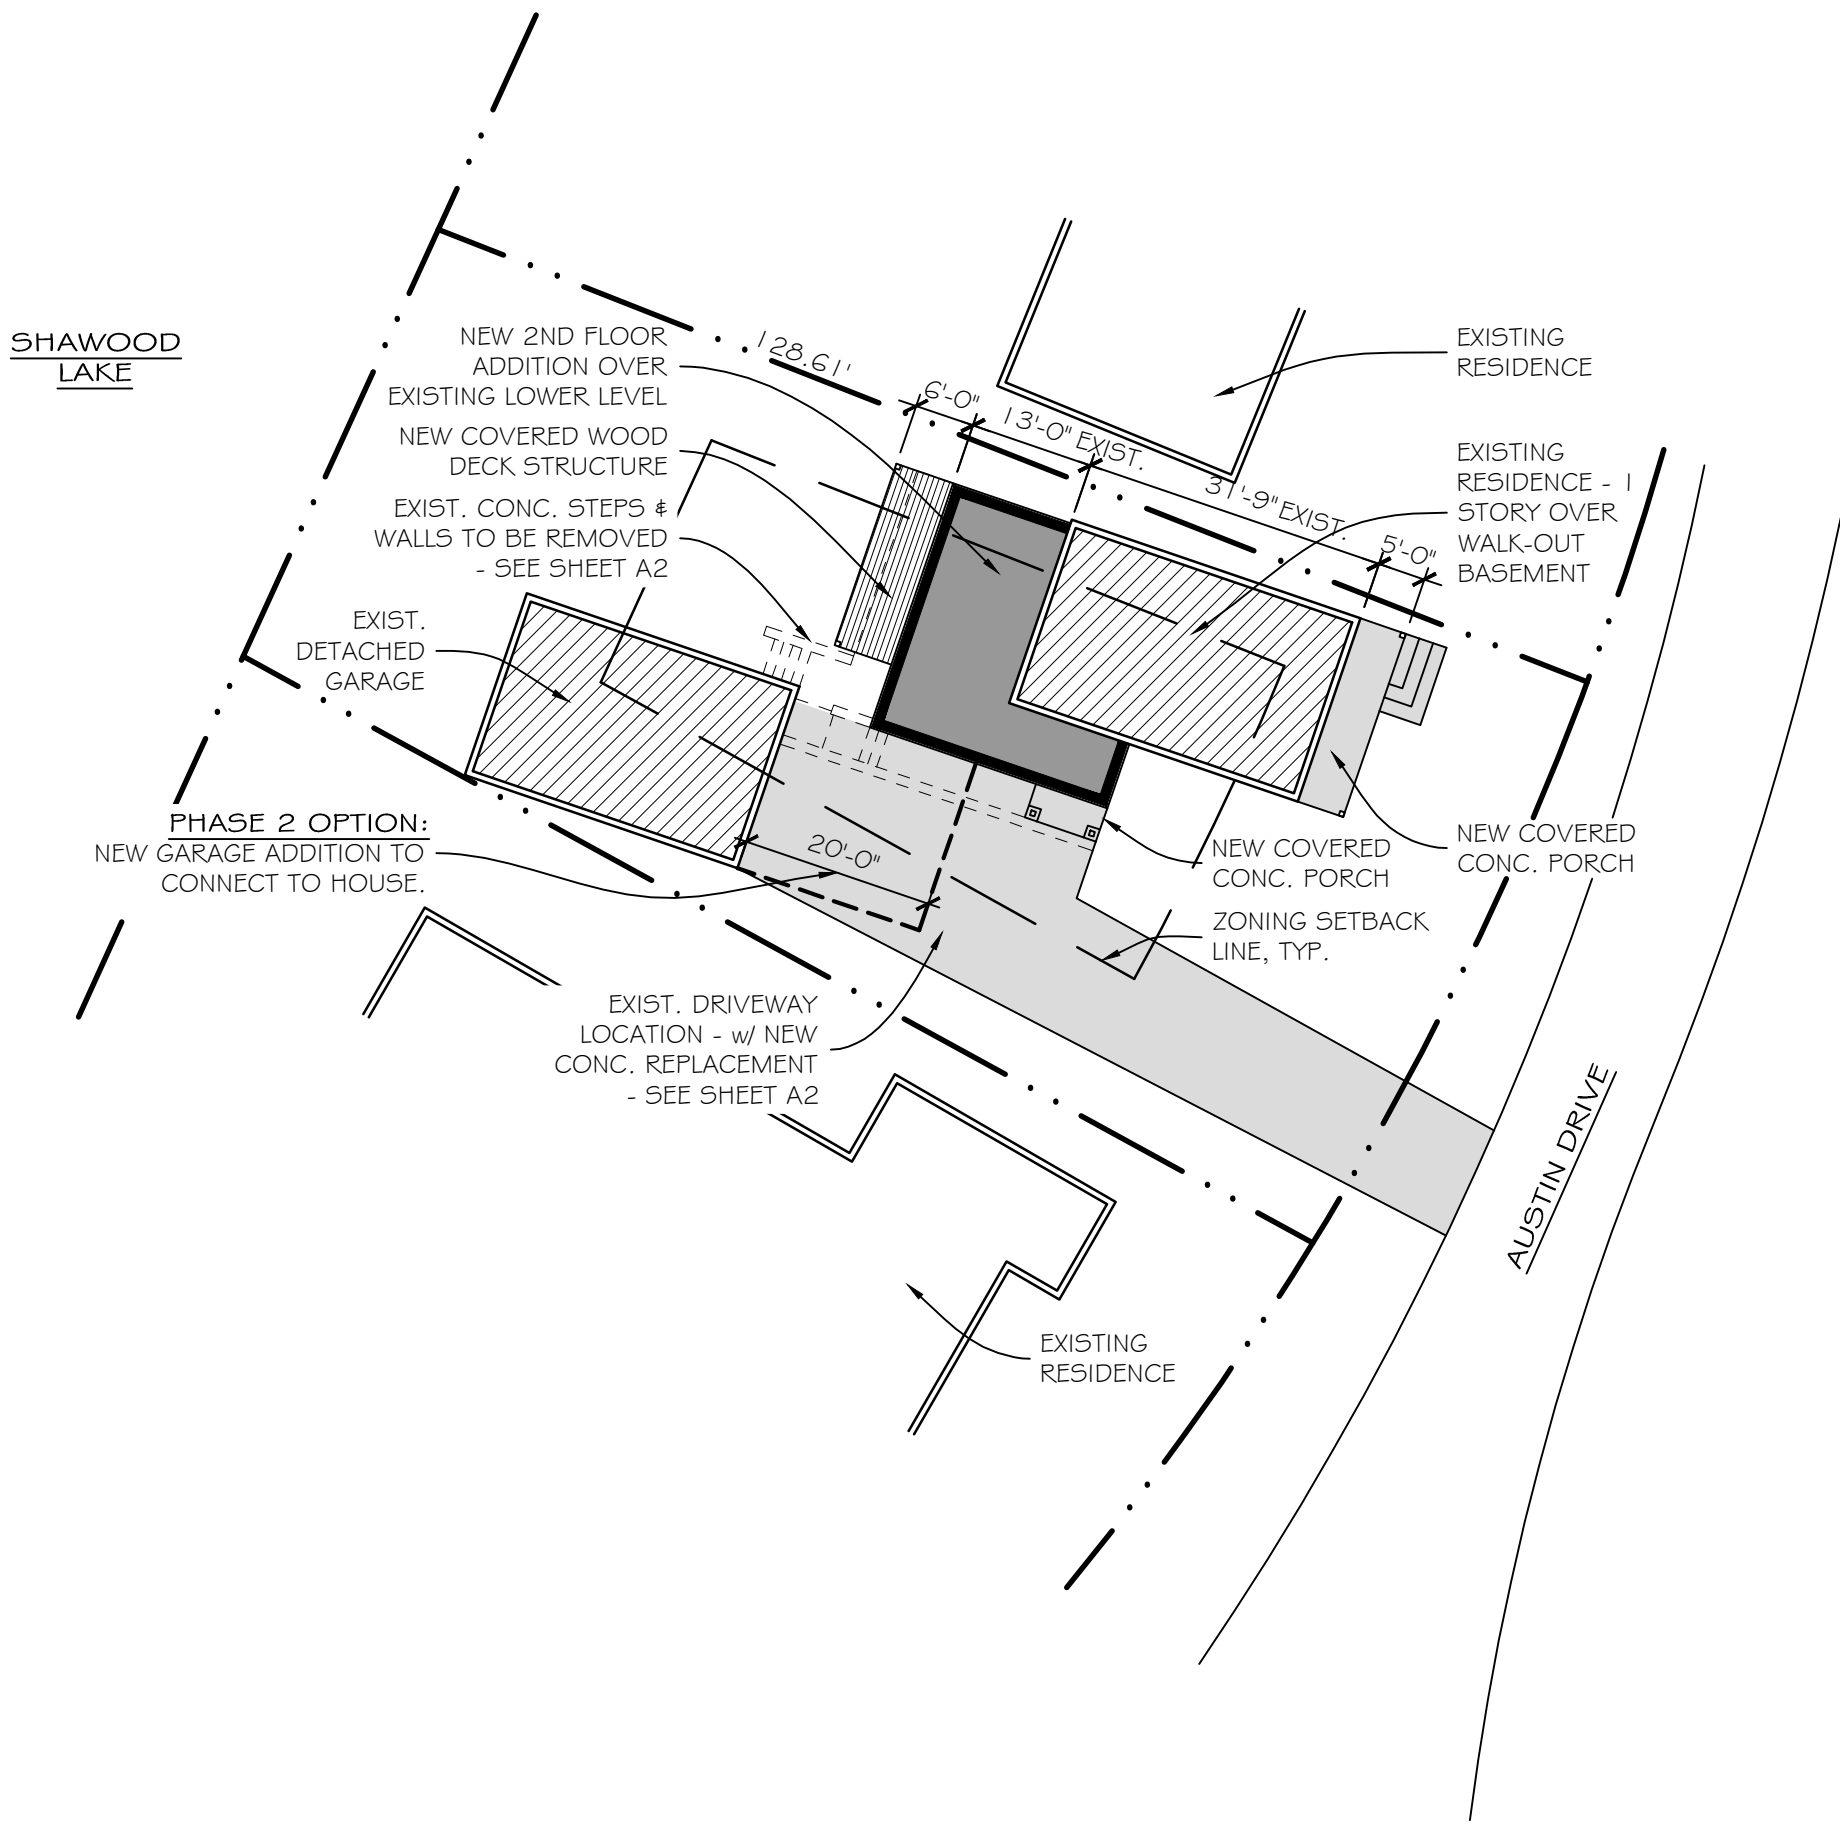 SHAWOOD
LAKE
NEW 2ND FLOOR
ADDITION OVER
EXISTING LOWER LEVEL
NEW COVERED WOOD
DECK STRUCTURE
EXIST. CONC. STEPS &
WALLS TO BE REMOVED
- SEE SHEET A2
EXIST.
DETACHED
GARAGE
128.61'
6'-0"
13'-0" EXIST.
31'-9" EXIST.
5'-0"
EXISTING
RESIDENCE
EXISTING
RESIDENCE - 1
STORY OVER
WALK-OUT
BASEMENT
PHASE 2 OPTION:
NEW GARAGE ADDITION TO
CONNECT TO HOUSE.
20'-0"
NEW COVERED
CONC. PORCH
NEW COVERED
CONC. PORCH
ZONING SETBACK
LINE, TYP.
EXIST. DRIVEWAY
LOCATION - w/ NEW
CONC. REPLACEMENT
- SEE SHEET A2
AUSTIN DRIVE
EXISTING
RESIDENCE